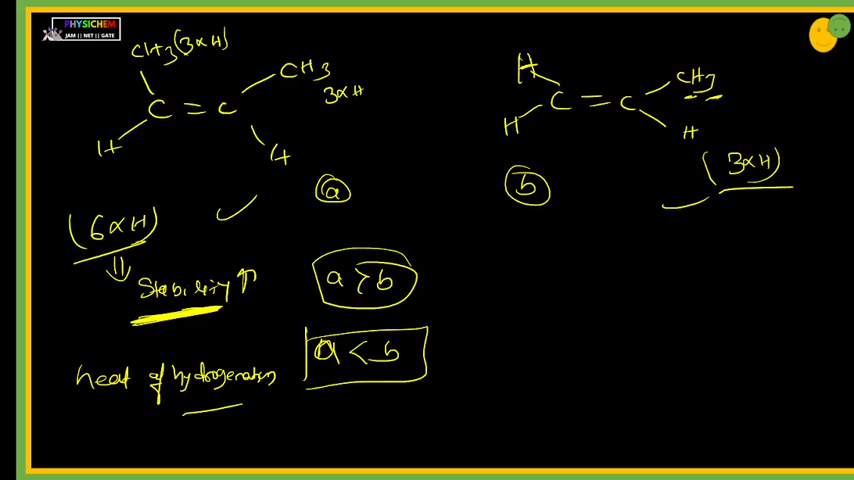 PHYSICHEM
JAM || NET || GATE
CH3(3αH)
CH3
3αH
C = C
H
H
a
(6αH)
⇓
Stability ↑
a > b
heat of hydrogenation
a < b
H
CH3
C = C
H
H
(3αH)
b